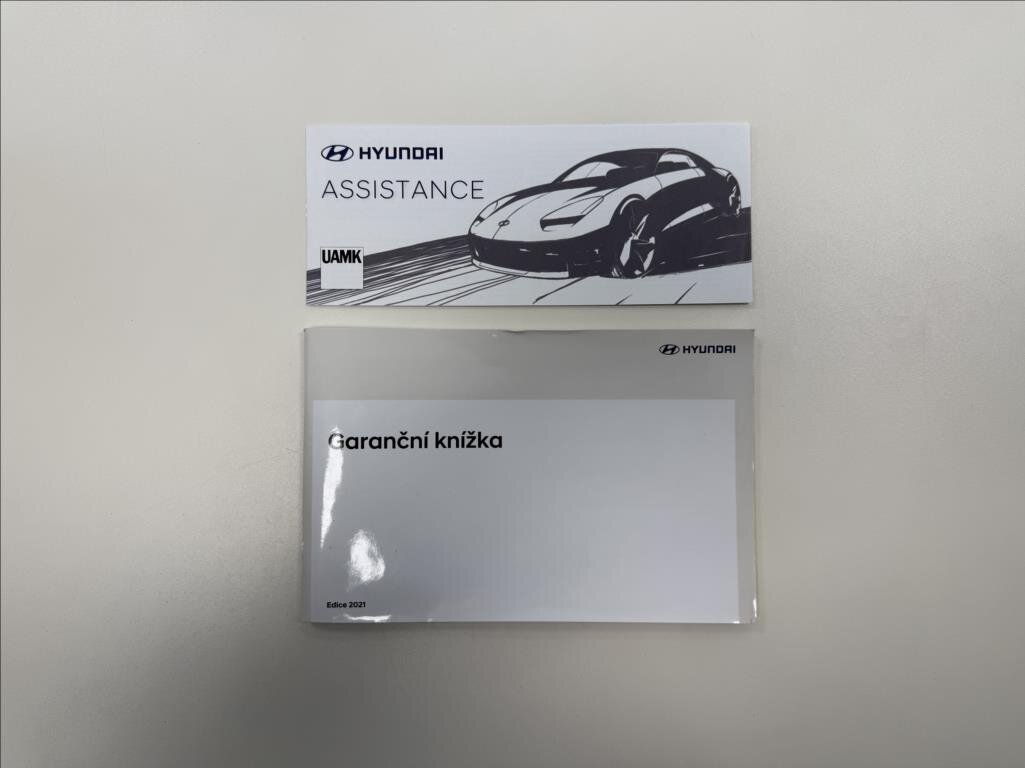 HYUNDAI
ASSISTANCE
UAMK
HYUNDAI
Garanční knížka
Edice 2021